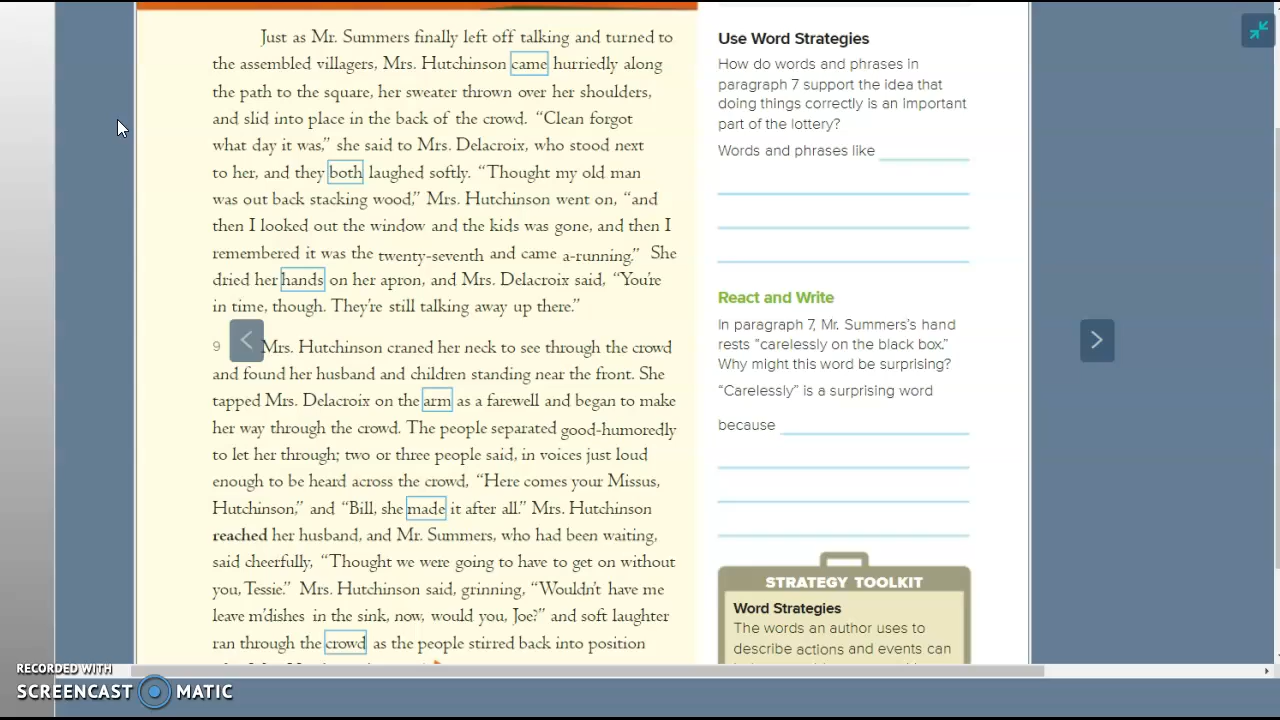 Just as Mr. Summers finally left off talking and turned to
the assembled villagers, Mrs. Hutchinson came hurriedly along
the path to the square, her sweater thrown over her shoulders,
and slid into place in the back of the crowd. “Clean forgot
what day it was,” she said to Mrs. Delacroix, who stood next
to her, and they both laughed softly. “Thought my old man
was out back stacking wood,” Mrs. Hutchinson went on, “and
then I looked out the window and the kids was gone, and then I
remembered it was the twenty-seventh and came a-running.” She
dried her hands on her apron, and Mrs. Delacroix said, “You’re
in time, though. They’re still talking away up there.”
9 Mrs. Hutchinson craned her neck to see through the crowd
and found her husband and children standing near the front. She
tapped Mrs. Delacroix on the arm as a farewell and began to make
her way through the crowd. The people separated good-humoredly
to let her through; two or three people said, in voices just loud
enough to be heard across the crowd, “Here comes your Missus,
Hutchinson,” and “Bill, she made it after all.” Mrs. Hutchinson
reached her husband, and Mr. Summers, who had been waiting,
said cheerfully, “Thought we were going to have to get on without
you, Tessie.” Mrs. Hutchinson said, grinning, “Wouldn’t have me
leave m’dishes in the sink, now, would you, Joe?” and soft laughter
ran through the crowd as the people stirred back into position
Use Word Strategies
How do words and phrases in
paragraph 7 support the idea that
doing things correctly is an important
part of the lottery?
Words and phrases like
React and Write
In paragraph 7, Mr. Summers’s hand
rests “carelessly on the black box.”
Why might this word be surprising?
“Carelessly” is a surprising word
because
STRATEGY TOOLKIT
Word Strategies
The words an author uses to
describe actions and events can
RECORDED WITH
SCREENCAST MATIC